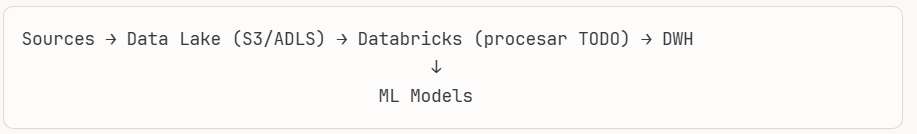 Sources → Data Lake (S3/ADLS) → Databricks (procesar TODO) → DWH
↓
ML Models